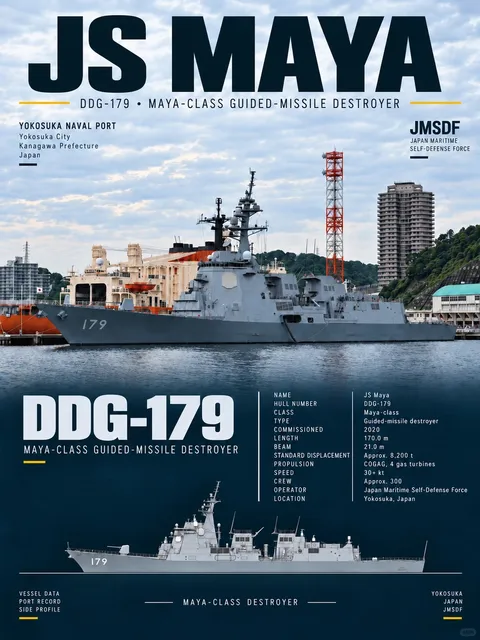 JS MAYA
DDG-179 • MAYA-CLASS GUIDED-MISSILE DESTROYER
YOKOSUKA NAVAL PORT
Yokosuka City
Kanagawa Prefecture
Japan
JMSDF
JAPAN MARITIME
SELF-DEFENSE FORCE
179
DDG-179
MAYA-CLASS GUIDED-MISSILE DESTROYER
NAME JS Maya
HULL NUMBER DDG-179
CLASS Maya-class
TYPE Guided-missile destroyer
COMMISSIONED 2020
LENGTH 170.0 m
BEAM 21.0 m
STANDARD DISPLACEMENT Approx. 8,200 t
PROPULSION COGAG, 4 gas turbines
SPEED 30+ kt
CREW Approx. 300
OPERATOR Japan Maritime Self-Defense Force
LOCATION Yokosuka, Japan
179
VESSEL DATA
PORT RECORD
SIDE PROFILE
MAYA-CLASS DESTROYER
YOKOSUKA
JAPAN
JMSDF